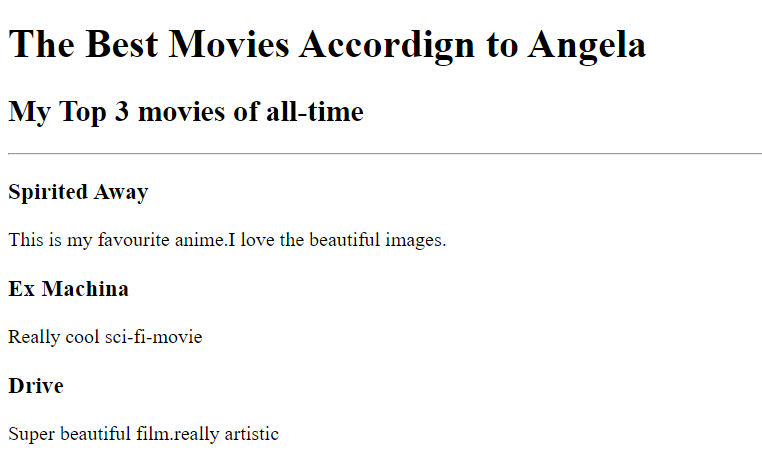 The Best Movies Accordign to Angela
My Top 3 movies of all-time
Spirited Away
This is my favourite anime.I love the beautiful images.
Ex Machina
Really cool sci-fi-movie
Drive
Super beautiful film.really artistic